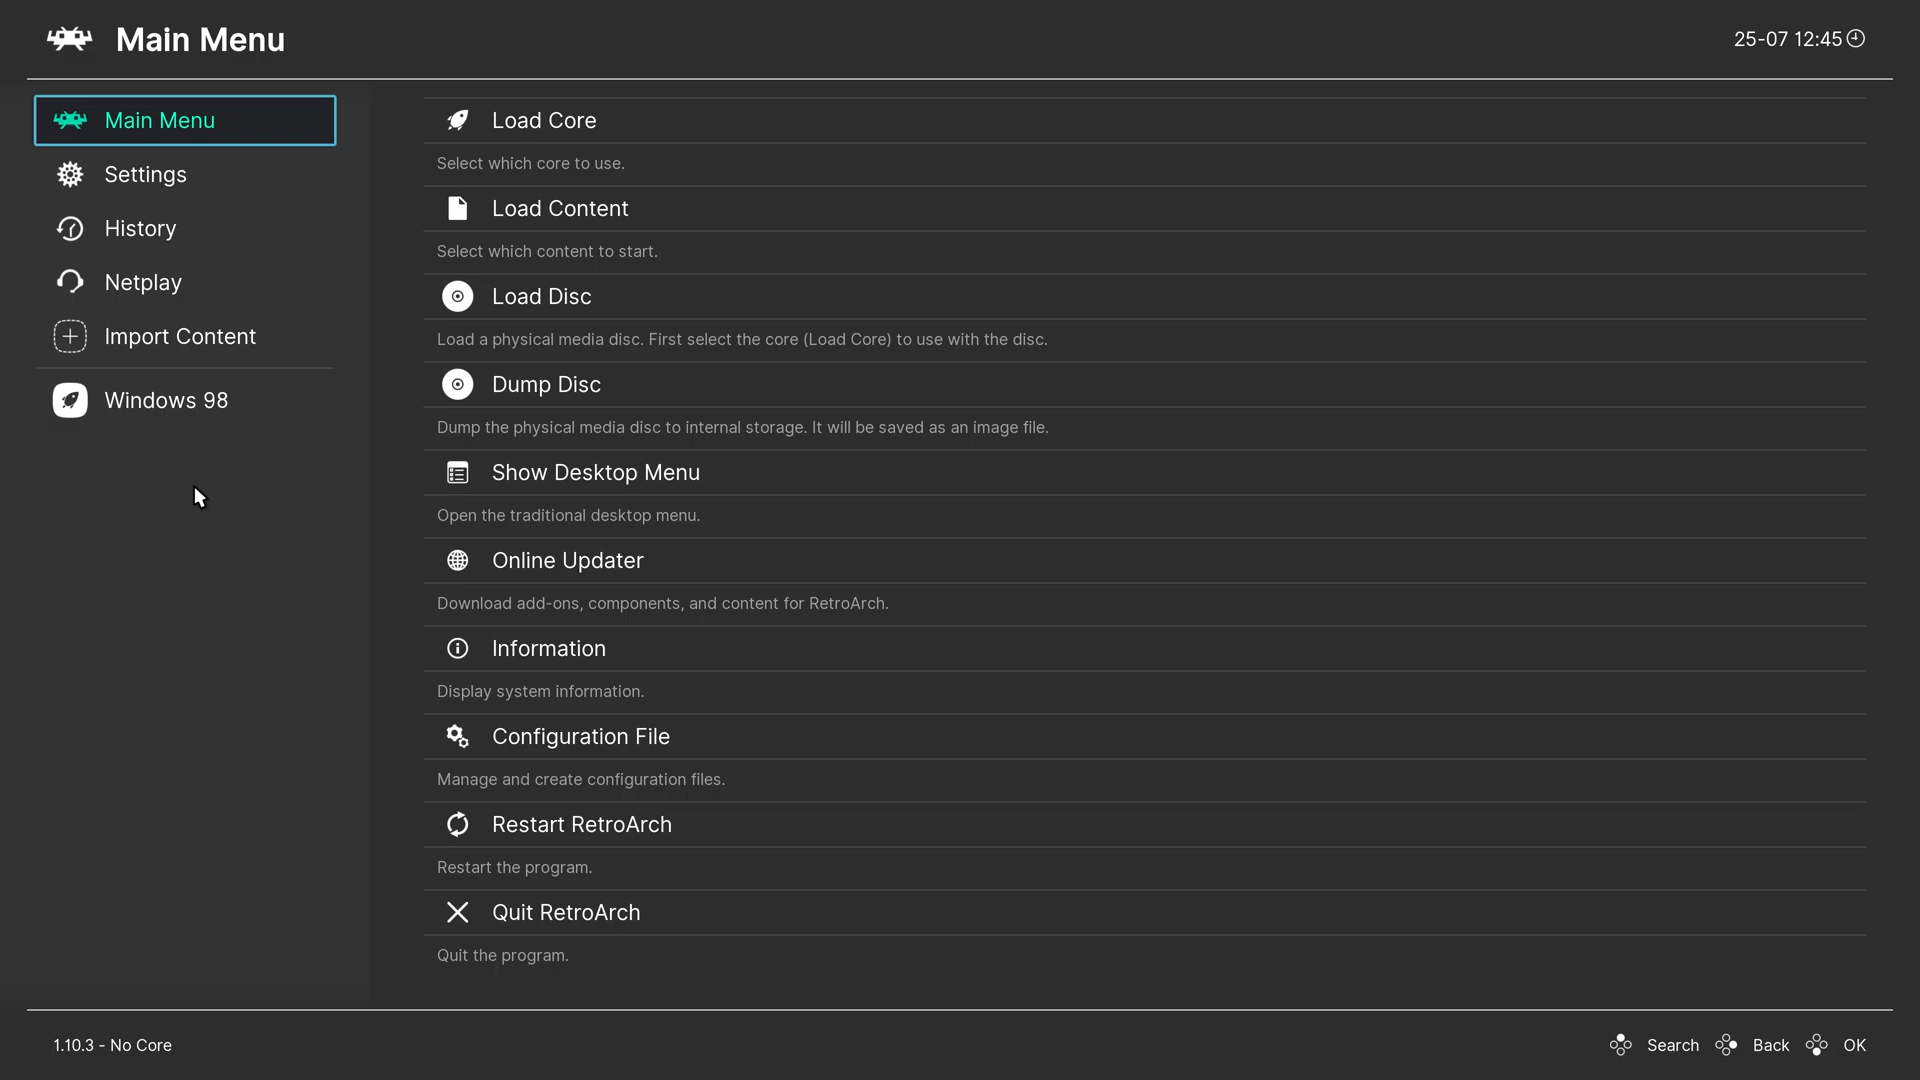 Main Menu
25-07 12:45
Main Menu
Settings
History
Netplay
Import Content
Windows 98
Load Core
Select which core to use.
Load Content
Select which content to start.
Load Disc
Load a physical media disc. First select the core (Load Core) to use with the disc.
Dump Disc
Dump the physical media disc to internal storage. It will be saved as an image file.
Show Desktop Menu
Open the traditional desktop menu.
Online Updater
Download add-ons, components, and content for RetroArch.
Information
Display system information.
Configuration File
Manage and create configuration files.
Restart RetroArch
Restart the program.
Quit RetroArch
Quit the program.
1.10.3 - No Core
Search Back OK